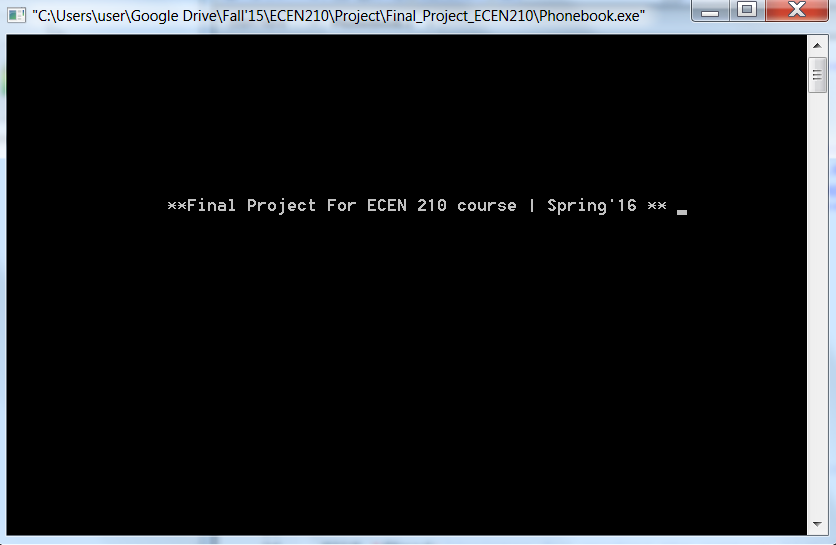 "C:\Users\user\Google Drive\Fall'15\ECEN210\Project\Final_Project_ECEN210\Phonebook.exe"
**Final Project For ECEN 210 course | Spring'16 **